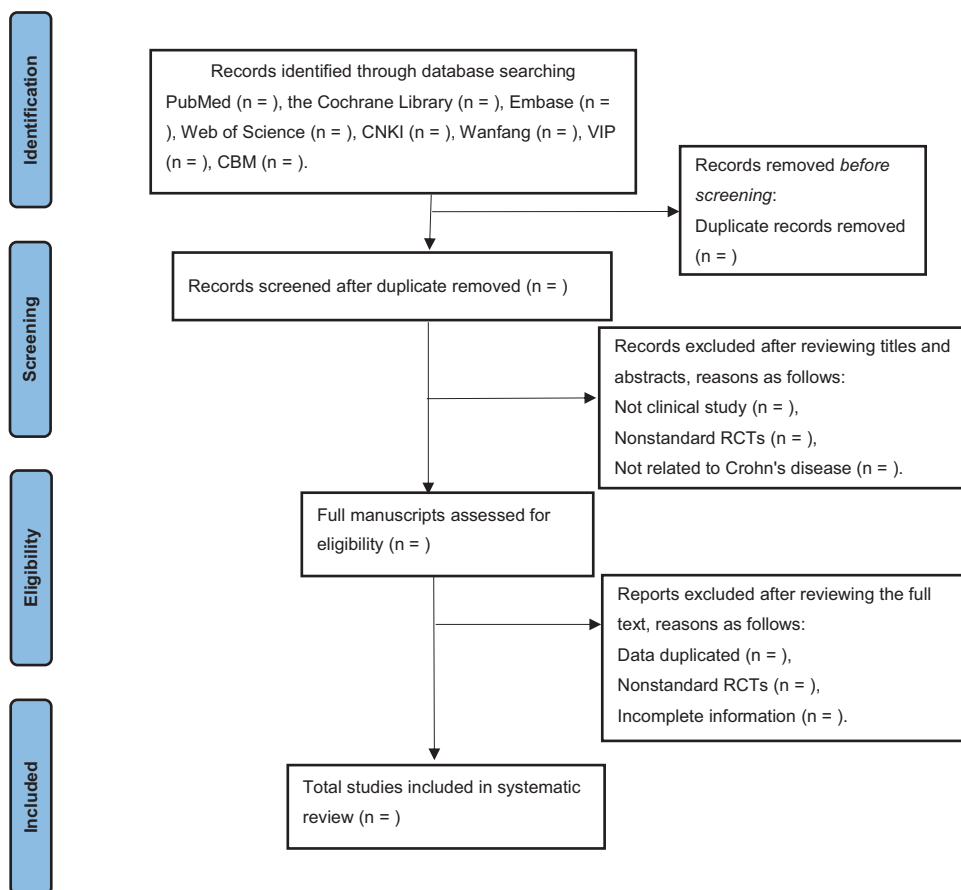 Identification
Records identified through database searching
PubMed (n = ), the Cochrane Library (n = ), Embase (n =
), Web of Science (n = ), CNKI (n = ), Wanfang (n = ), VIP
(n = ), CBM (n = ).
Records removed before
screening:
Duplicate records removed
(n = )
Screening
Records screened after duplicate removed (n = )
Records excluded after reviewing titles and
abstracts, reasons as follows:
Not clinical study (n = ),
Nonstandard RCTs (n = ),
Not related to Crohn's disease (n = ).
Eligibility
Full manuscripts assessed for
eligibility (n = )
Reports excluded after reviewing the full
text, reasons as follows:
Data duplicated (n = ),
Nonstandard RCTs (n = ),
Incomplete information (n = ).
Included
Total studies included in systematic
review (n = )